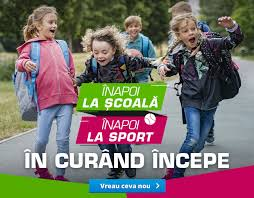 ÎNAPOI
LA ȘCOALĂ
ÎNAPOI
LA SPORT
ÎN CURÂND ÎNCEPE
Vreau ceva nou